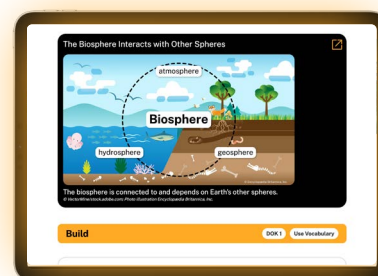 The Biosphere Interacts with Other Spheres
atmosphere
Biosphere
hydrosphere
geosphere
The biosphere is connected to and depends on Earth's other spheres.
© VectorMine/stock.adobe.com; Photo illustration Encyclopædia Britannica, Inc.
Build
DOK 1
Use Vocabulary